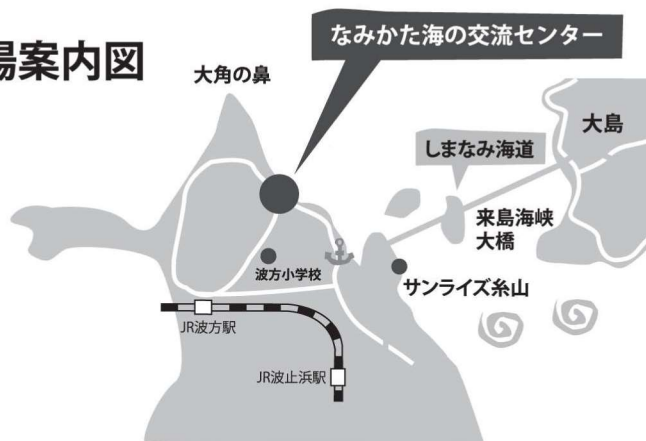 場案内図
なみかた海の交流センター
大角の鼻
大島
しまなみ海道
来島海峡
大橋
波方小学校
サンライズ糸山
JR波方駅
JR波止浜駅